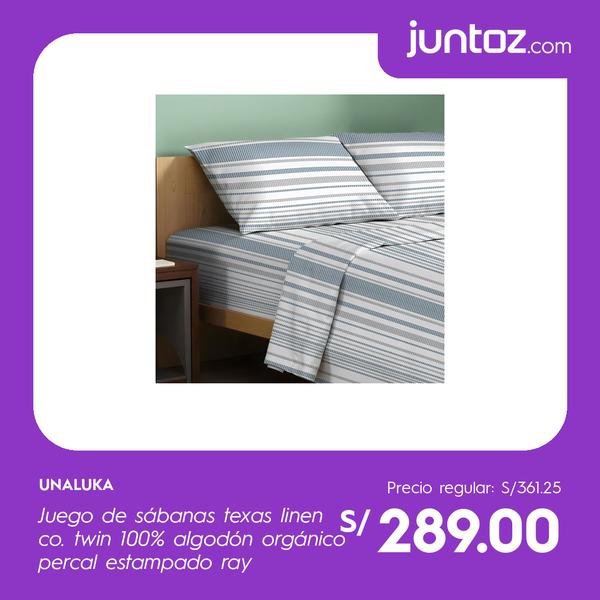 juntoz.com
UNALUKA
Juego de sábanas texas linen
co. twin 100% algodón orgánico
percal estampado ray
Precio regular: S/361.25
S/ 289.00